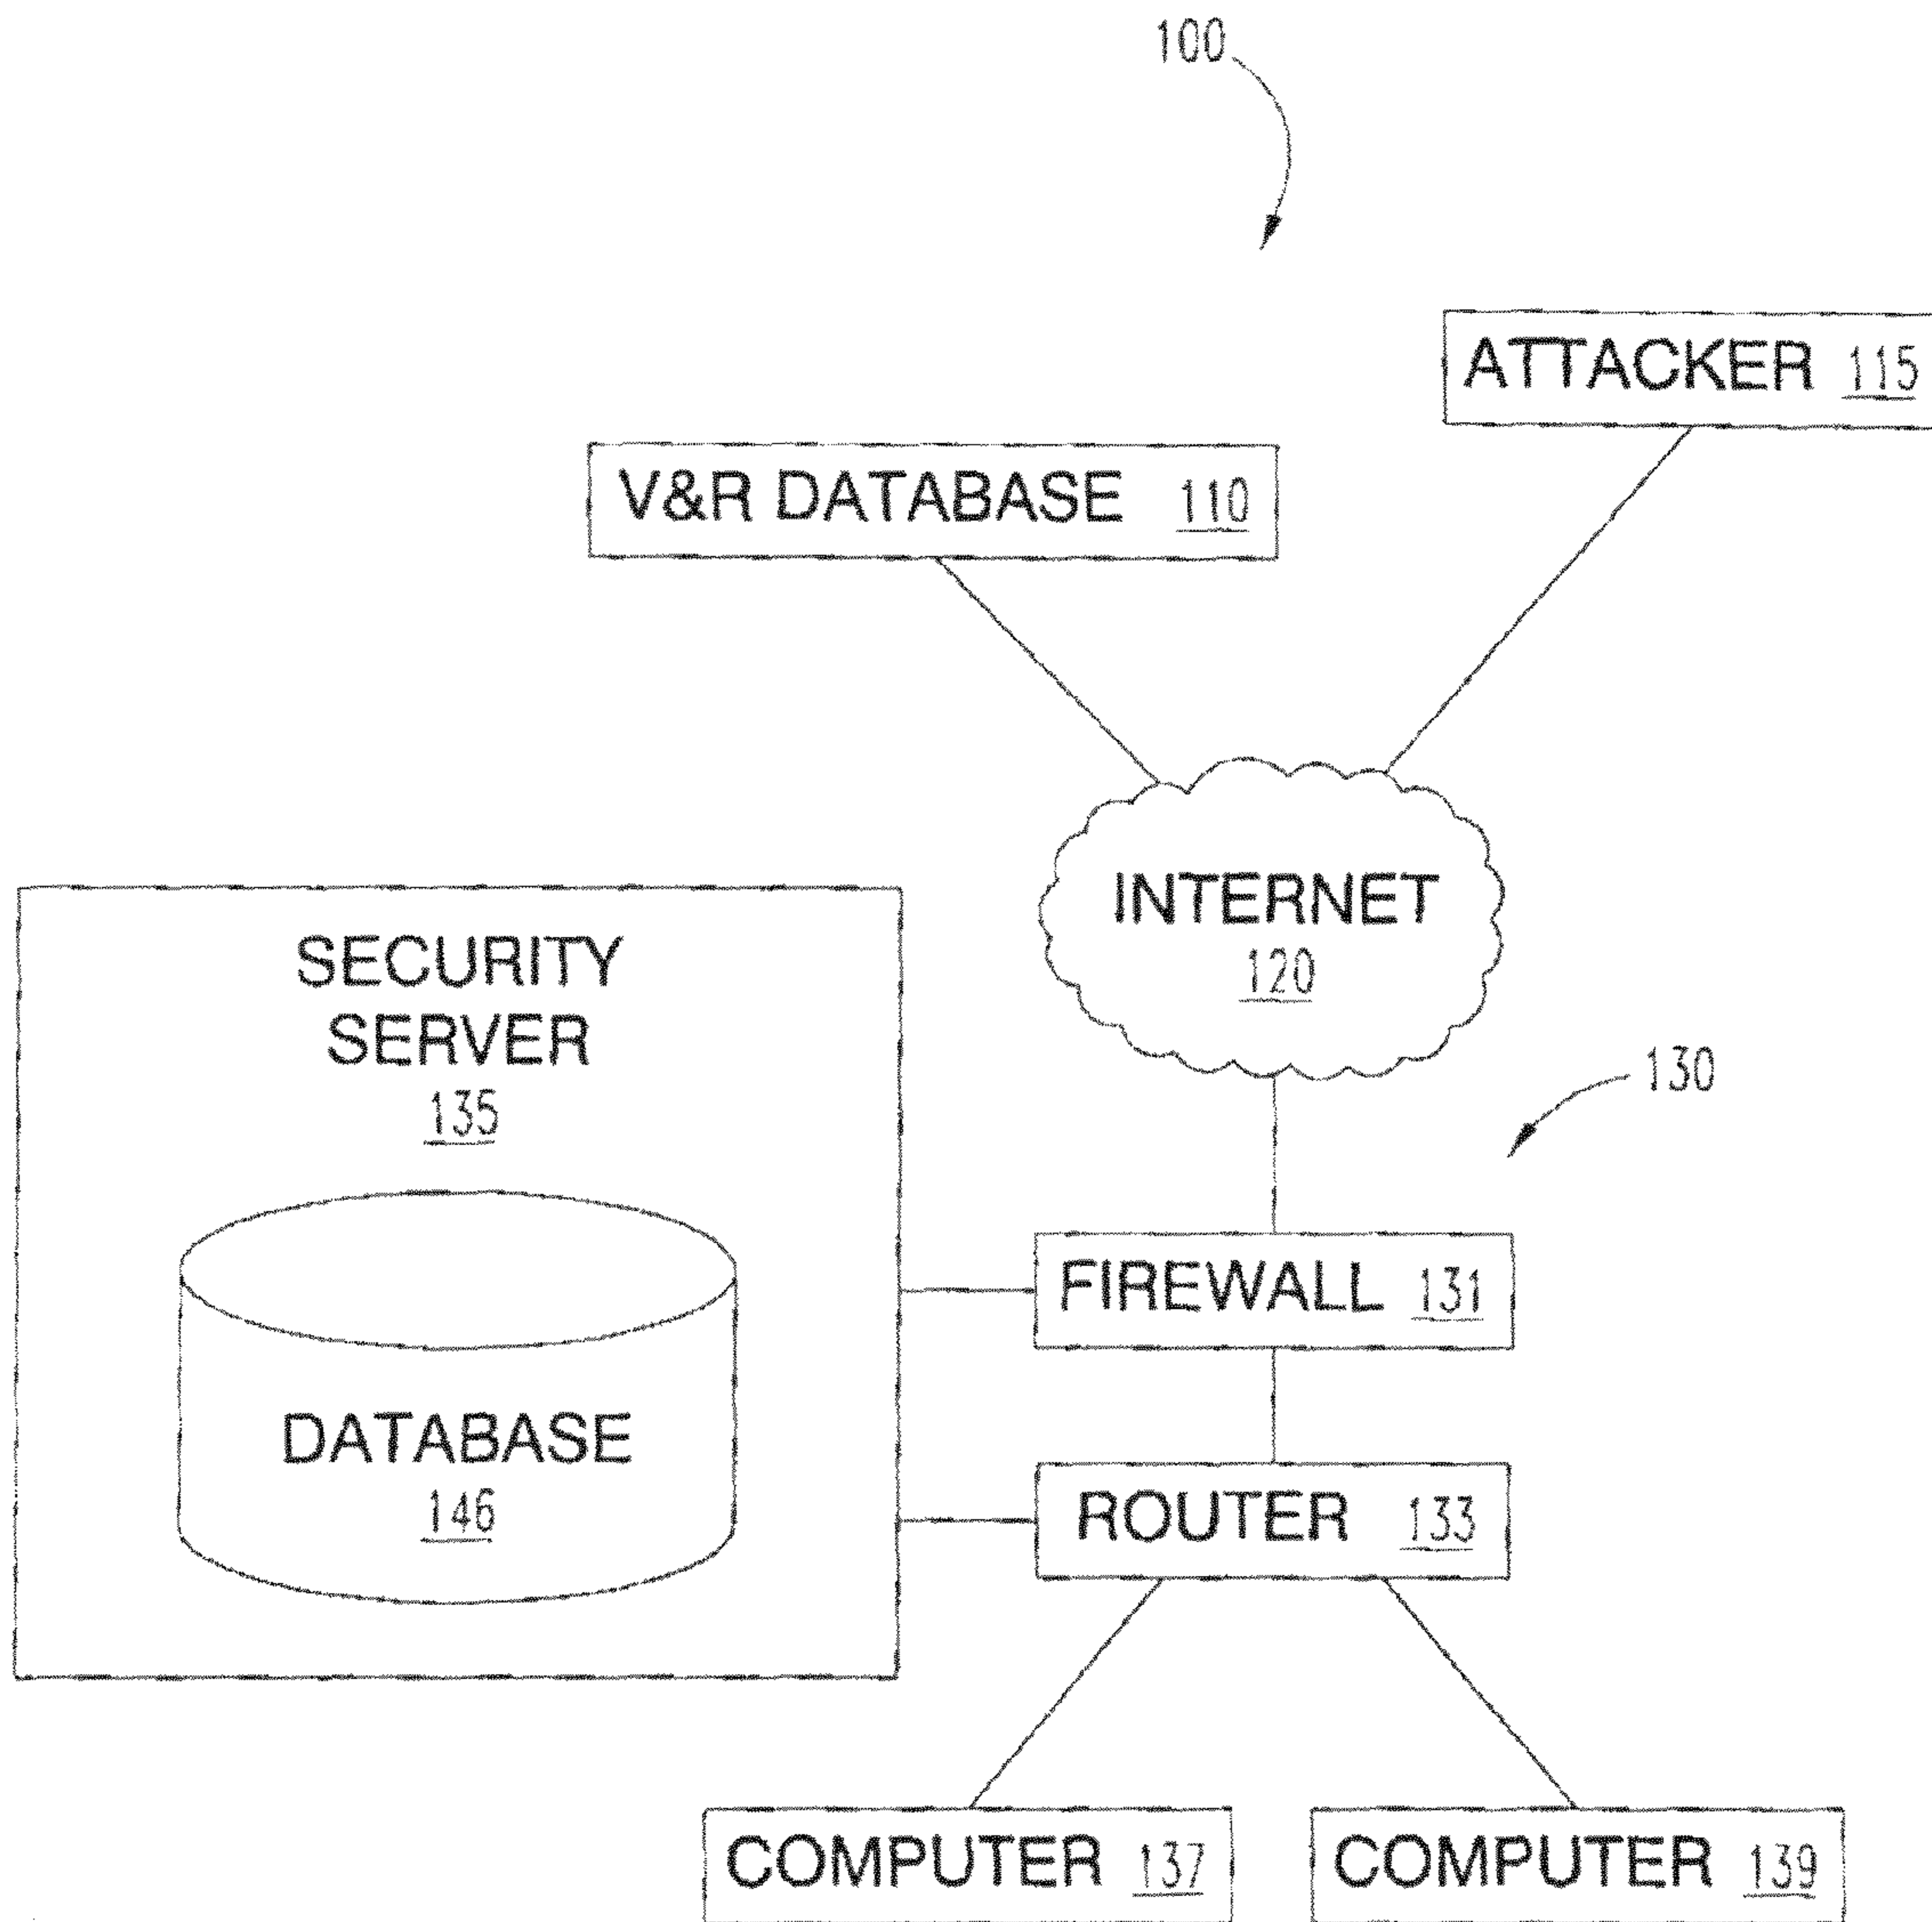 100
ATTACKER 115
V&R DATABASE 110
INTERNET
120
SECURITY
SERVER
135
130
FIREWALL 131
DATABASE
146
ROUTER 133
COMPUTER 137
COMPUTER 139